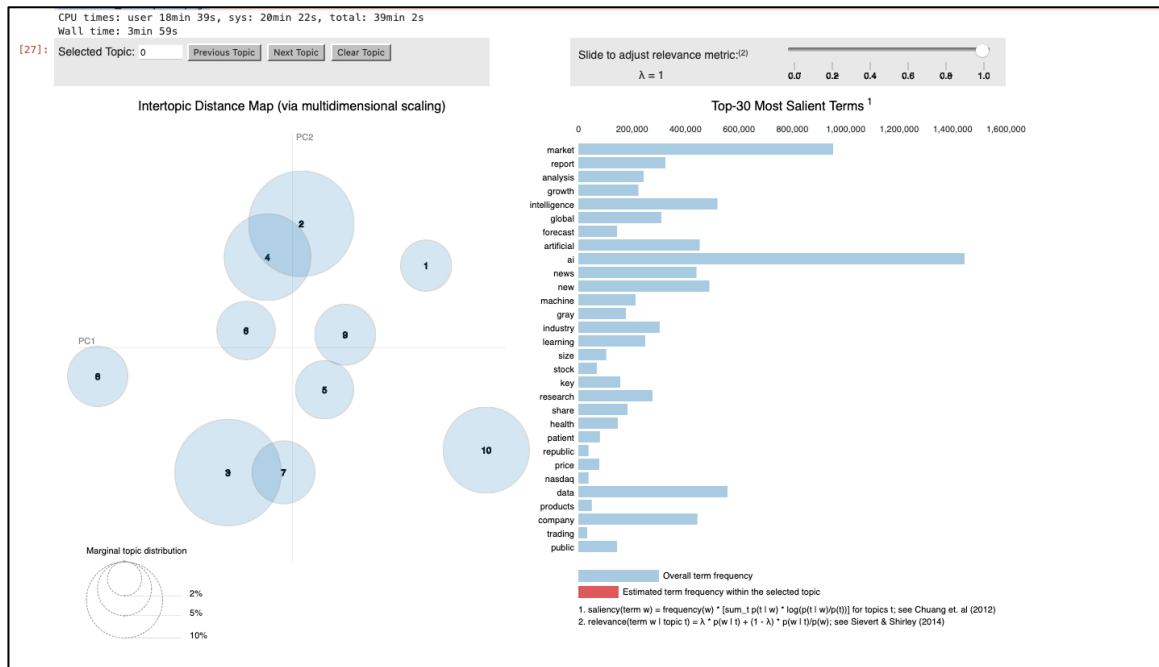 CPU times: user 18min 39s, sys: 20min 22s, total: 39min 2s
Wall time: 3min 59s
[27]:
Selected Topic: 0 Previous Topic Next Topic Clear Topic
Slide to adjust relevance metric:(2)
λ = 1
0.0 0.2 0.4 0.6 0.8 1.0
Intertopic Distance Map (via multidimensional scaling)
PC2
PC1
2
4
1
6
9
8
5
3
7
10
Marginal topic distribution
2%
5%
10%
Top-30 Most Salient Terms 1
0 200,000 400,000 600,000 800,000 1,000,000 1,200,000 1,400,000 1,600,000
market
report
analysis
growth
intelligence
global
forecast
artificial
ai
news
new
machine
gray
industry
learning
size
stock
key
research
share
health
patient
republic
price
nasdaq
data
products
company
trading
public
Overall term frequency
Estimated term frequency within the selected topic
1. saliency(term w) = frequency(w) * [sum_t p(t | w) * log(p(t | w)/p(t))] for topics t; see Chuang et. al (2012)
2. relevance(term w | topic t) = λ * p(w | t) + (1 - λ) * p(w | t)/p(w); see Sievert & Shirley (2014)